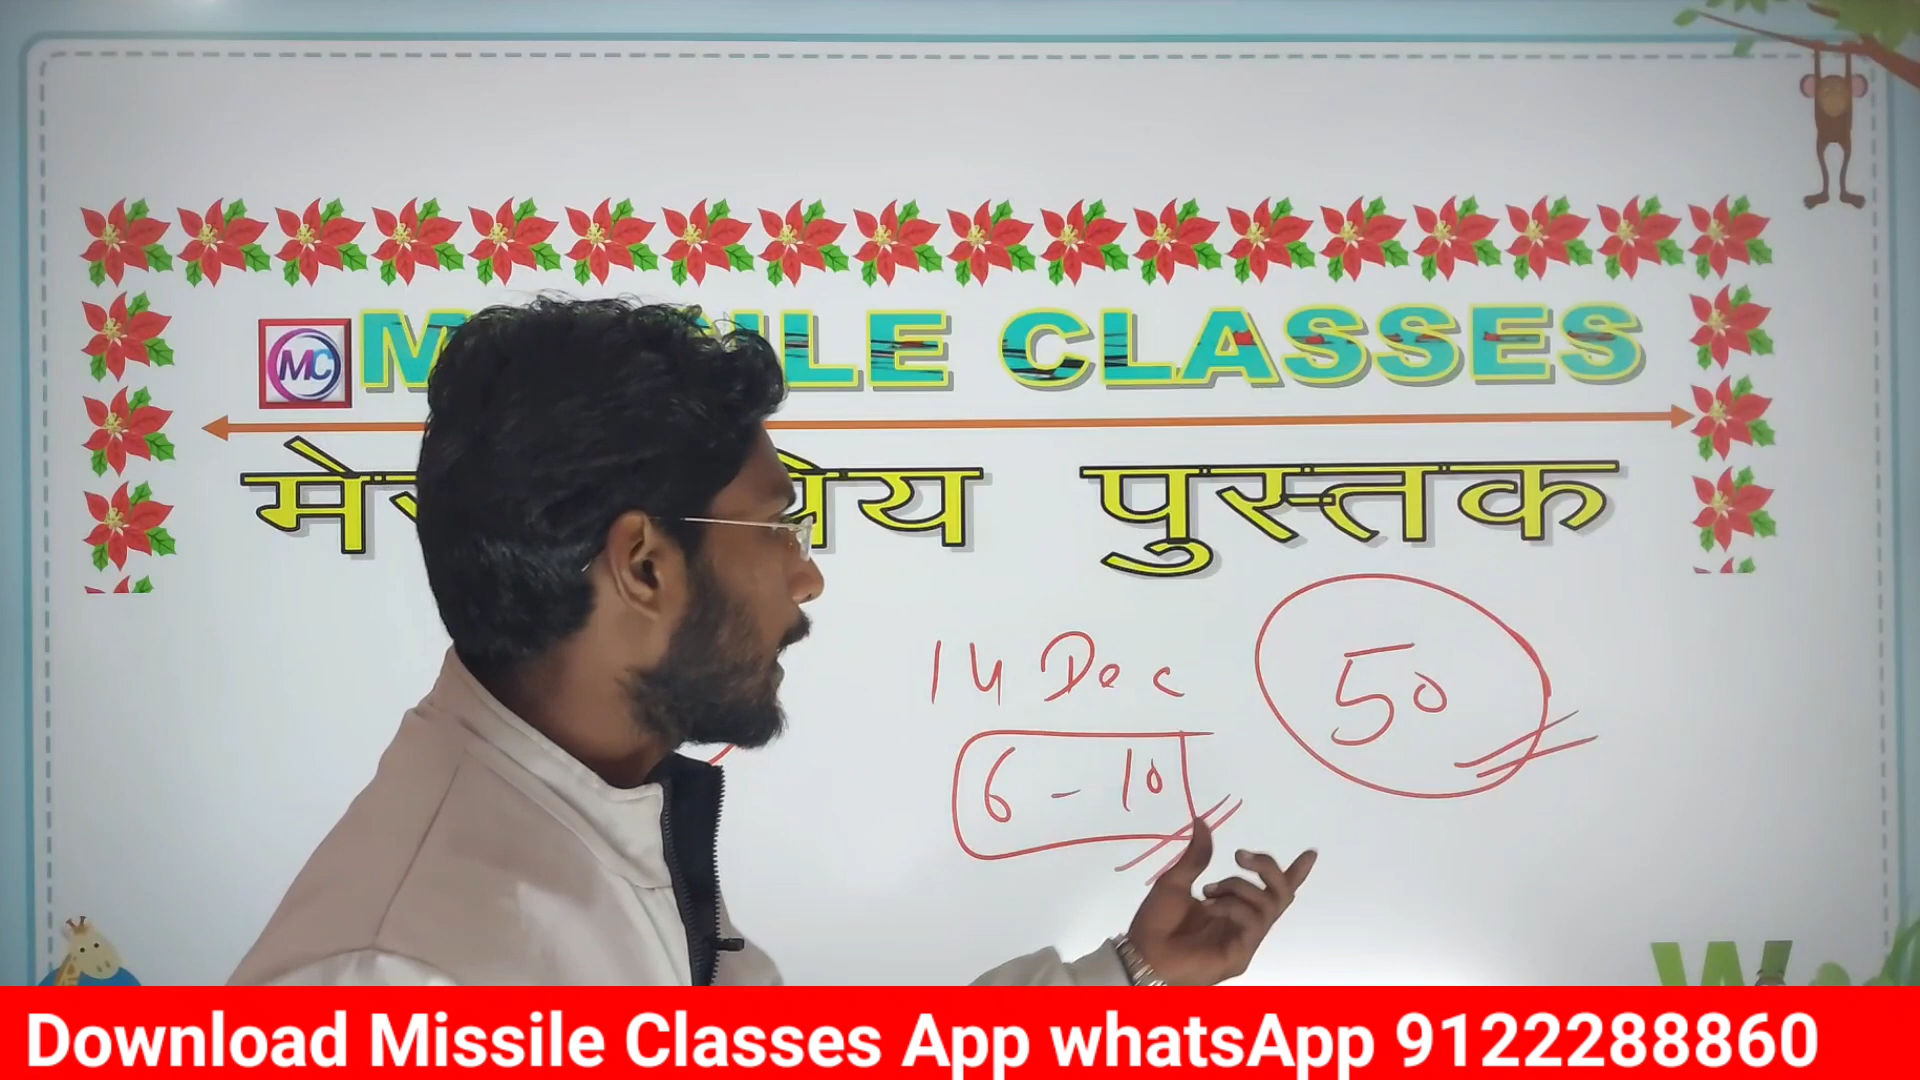 MC
CLASSES
पुस्तक
14 Dec
50
6 - 10
Download Missile Classes App whatsApp 9122288860